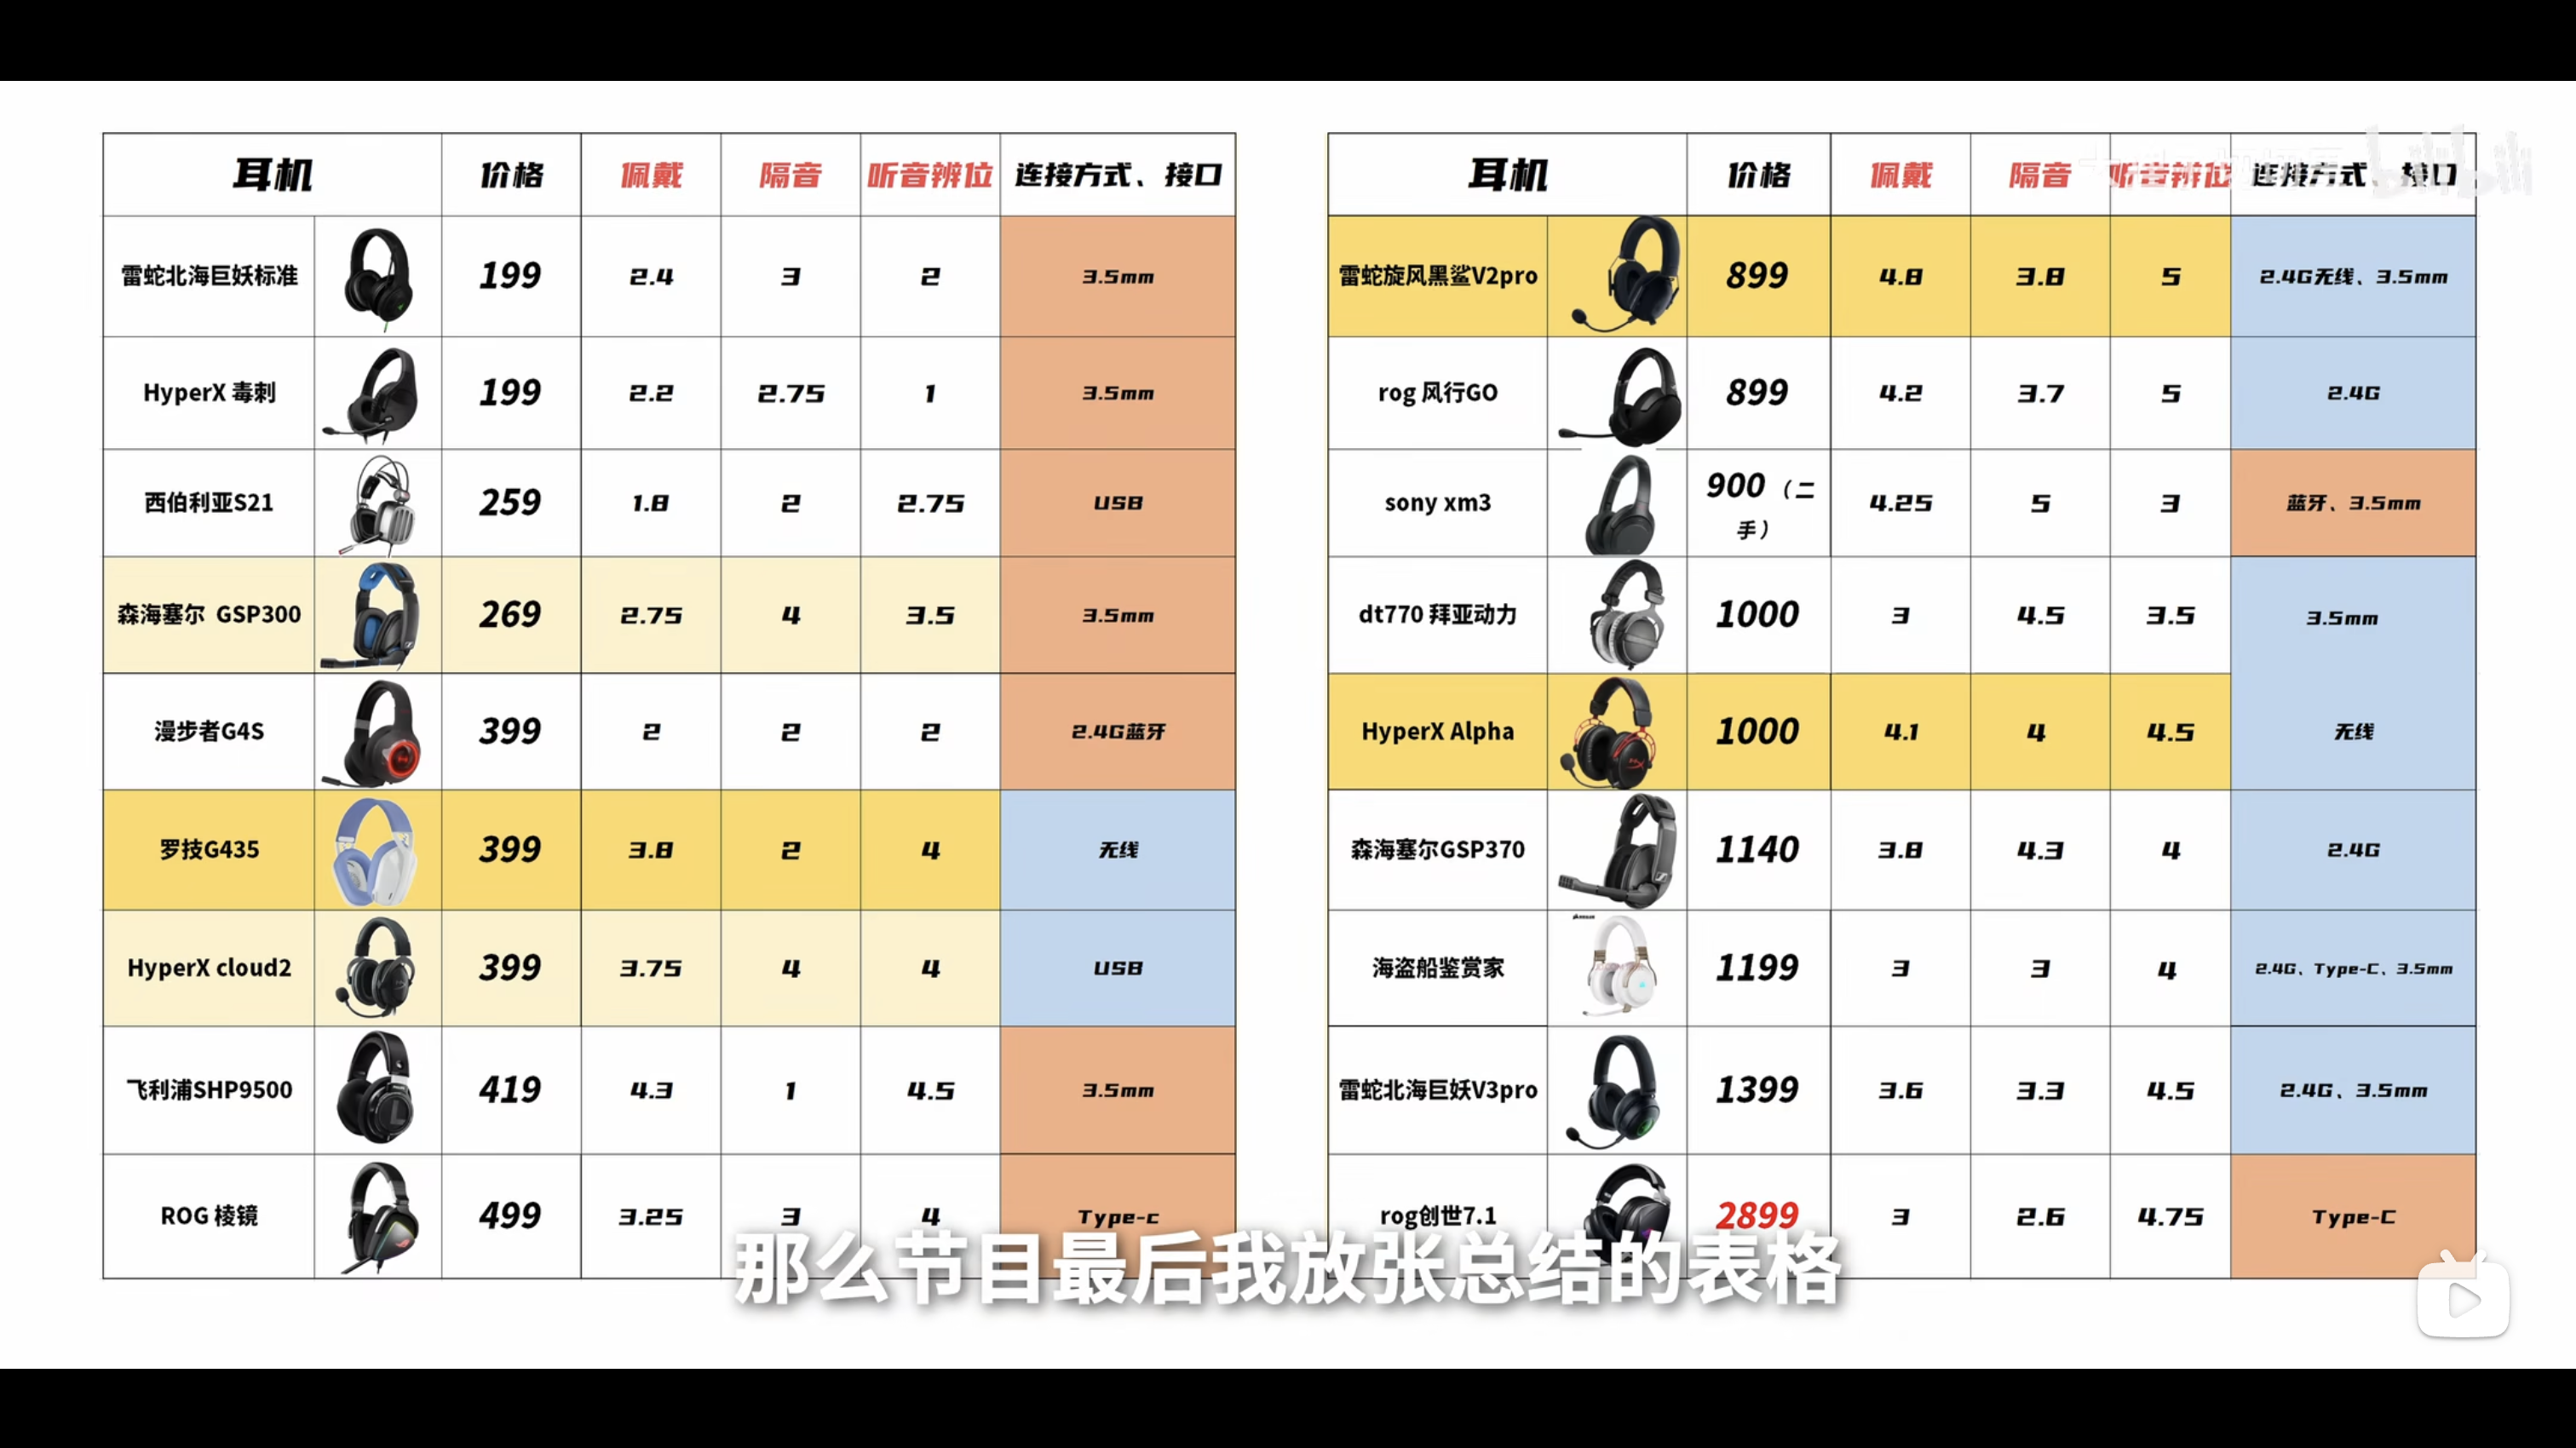 耳机 价格 佩戴 隔音 听音辨位 连接方式、接口
雷蛇北海巨妖标准 199 2.4 3 2 3.5mm
HyperX 毒刺 199 2.2 2.75 1 3.5mm
西伯利亚S21 259 1.8 2 2.75 USB
森海塞尔 GSP300 269 2.75 4 3.5 3.5mm
漫步者G4S 399 2 2 2 2.4G蓝牙
罗技G435 399 3.8 2 4 无线
HyperX cloud2 399 3.75 4 4 USB
飞利浦SHP9500 419 4.3 1 4.5 3.5mm
ROG 棱镜 499 3.25 3 4 Type-c
耳机 价格 佩戴 隔音 听音辨位 连接方式、接口
雷蛇旋风黑鲨V2pro 899 4.8 3.8 5 2.4G无线、3.5mm
rog 风行GO 899 4.2 3.7 5 2.4G
sony xm3 900（二手） 4.25 5 3 蓝牙、3.5mm
dt770 拜亚动力 1000 3 4.5 3.5 3.5mm
HyperX Alpha 1000 4.1 4 4.5 无线
森海塞尔GSP370 1140 3.8 4.3 4 2.4G
海盗船鉴赏家 1199 3 3 4 2.4G、Type-C、3.5mm
雷蛇北海巨妖V3pro 1399 3.6 3.3 4.5 2.4G、3.5mm
rog创世7.1 2899 3 2.6 4.75 Type-C
那么节目最后我放张总结的表格
bilibili